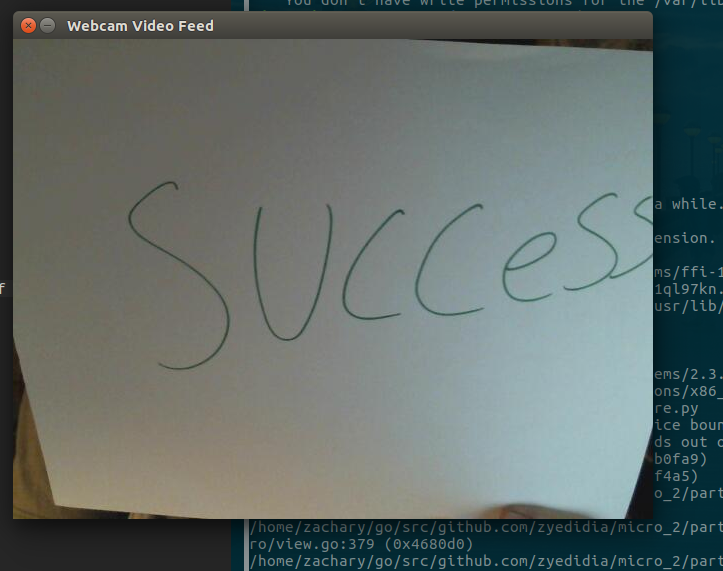 You don't have write permissions for the /var/lib
Webcam Video Feed
SUCCESS
a while.
ension.
ms/ffi-1
f
1ql97kn.
usr/lib/
ems/2.3.
ons/x86_
re.py
ice boun
ds out o
b0fa9)
f4a5)
o_2/part
/home/zachary/go/src/github.com/zyedidia/micro_2/part
ro/view.go:379 (0x4680d0)
/home/zachary/go/src/github.com/zyedidia/micro_2/part